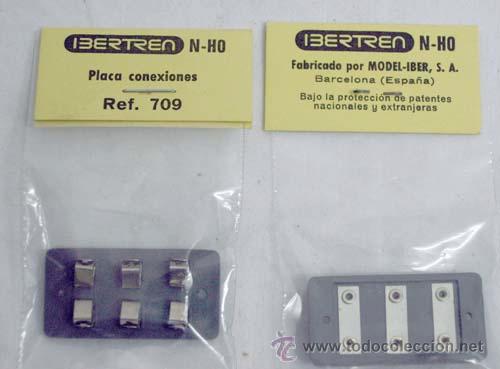 IBERTREN N-HO
Placa conexiones
Ref. 709
IBERTREN N-HO
Fabricado por MODEL-IBER, S. A.
Barcelona (España)
Bajo la protección de patentes
nacionales y extranjeras
© www.todocoleccion.net